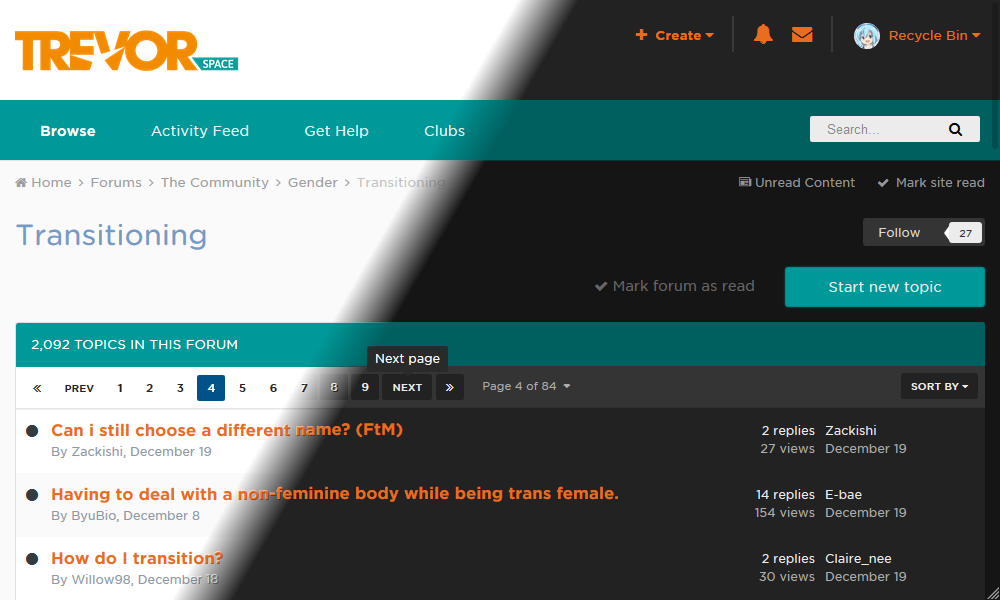 TREVOR
SPACE
+ Create
Recycle Bin
Browse
Activity Feed
Get Help
Clubs
Search...
Home > Forums > The Community > Gender > Transitioning
Unread Content
Mark site read
Transitioning
Follow
27
Mark forum as read
Start new topic
2,092 TOPICS IN THIS FORUM
Next page
« PREV 1 2 3 4 5 6 7 8 9 NEXT »
Page 4 of 84
SORT BY
Can i still choose a different name? (FtM)
2 replies
Zackishi
By Zackishi, December 19
27 views
December 19
Having to deal with a non-feminine body while being trans female.
14 replies
E-bae
By ByuBio, December 8
154 views
December 19
How do I transition?
2 replies
Claire_nee
By Willow98, December 18
30 views
December 19